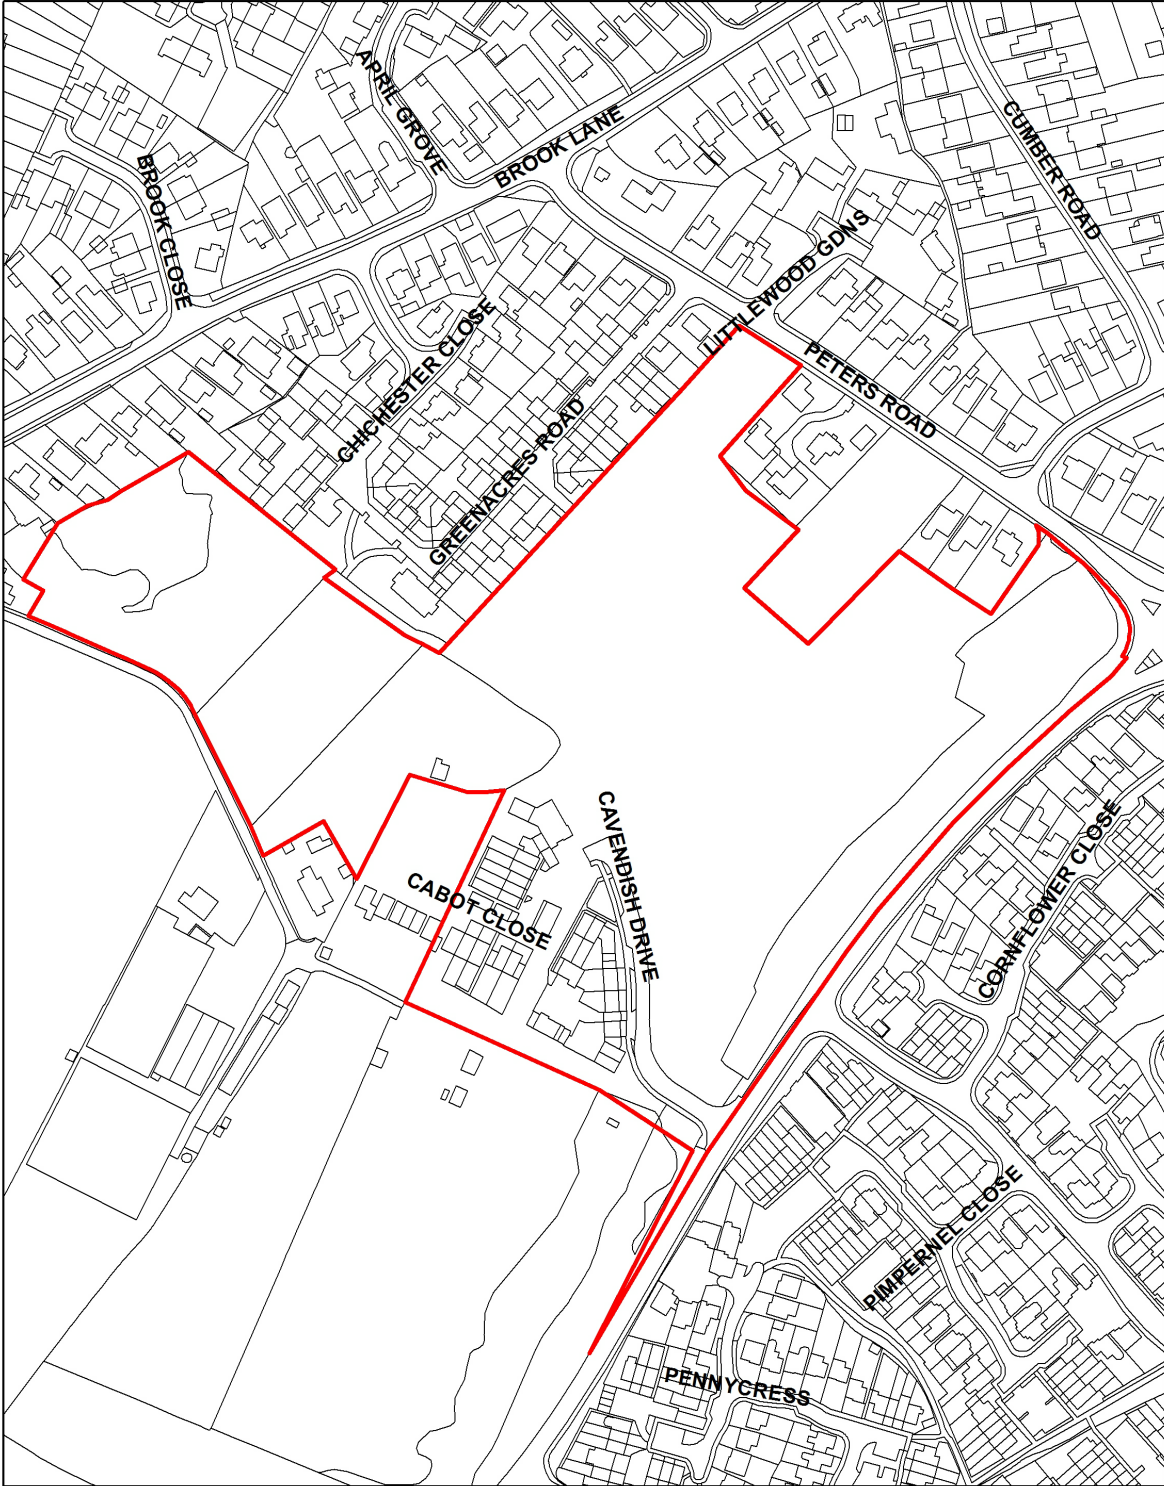 APRIL GROVE
BROOK LANE
CUMBER ROAD
BROOK CLOSE
LITTLEWOOD GDNS
CHICHESTER CLOSE
PETERS ROAD
GREENACRES ROAD
CAVENDISH DRIVE
CABOT CLOSE
CORNFLOWER CLOSE
PIMPERNEL CLOSE
PENNYCRESS